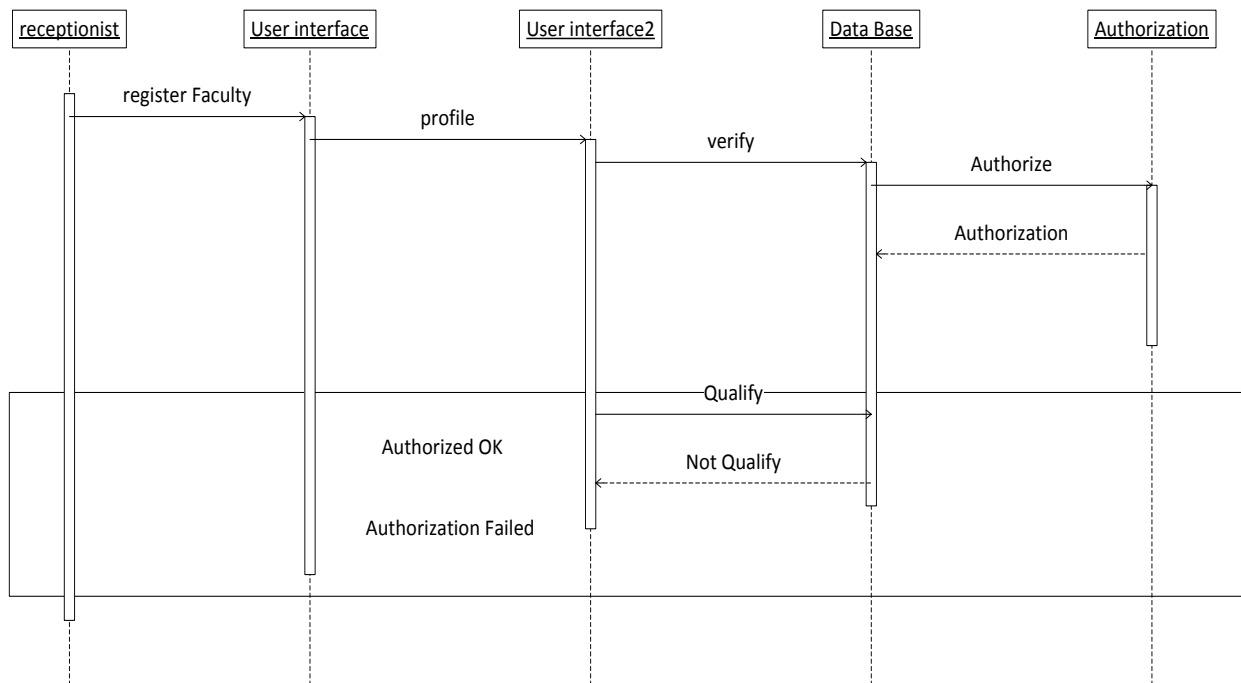 receptionist
User interface
User interface2
Data Base
Authorization
register Faculty
profile
verify
Authorize
Authorization
Qualify
Authorized OK
Not Qualify
Authorization Failed